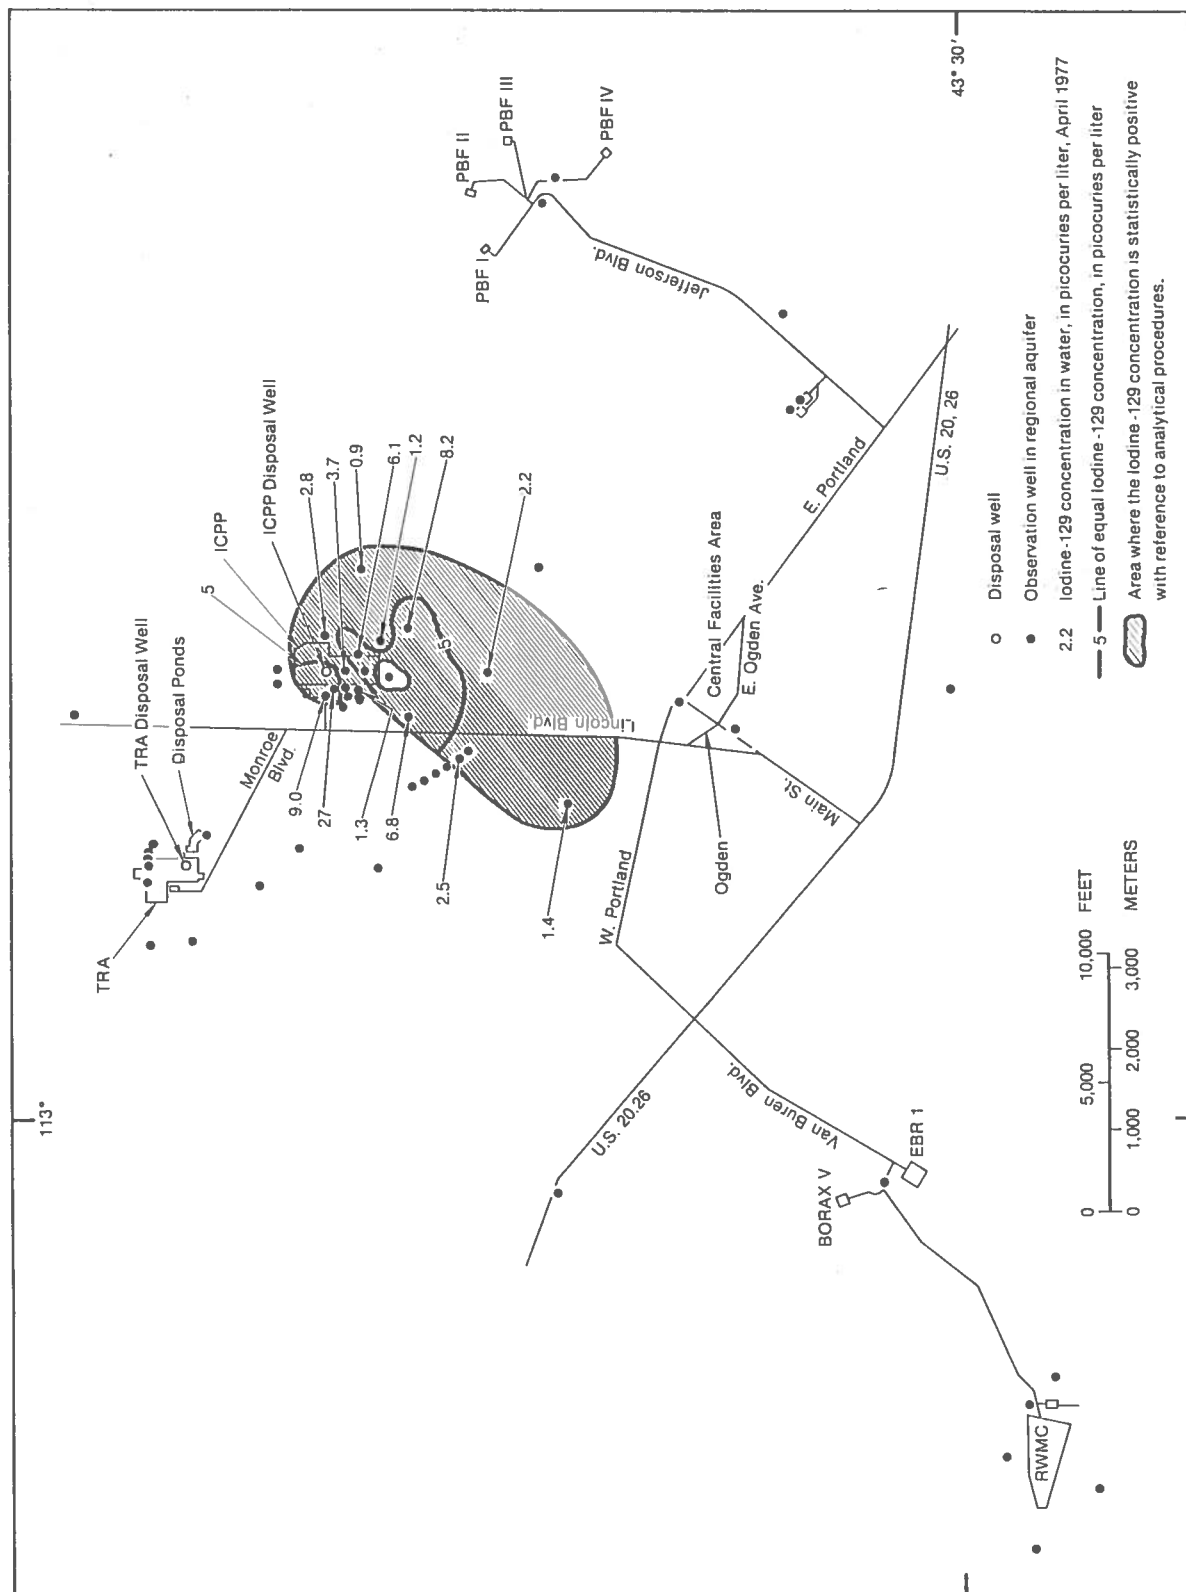 113°
43° 30′
TRA
TRA Disposal Well
Disposal Ponds
Monroe
Blvd.
5
ICPP
ICPP Disposal Well
2.8
3.7
0.9
6.1
1.2
8.2
2.2
9.0
27
1.3
6.8
2.5
1.4
5
Lincoln Blvd.
PBF I
PBF II
PBF III
PBF IV
Jefferson Blvd.
Central Facilities Area
E. Ogden Ave.
E. Portland
U.S. 20, 26
W. Portland
Ogden
Main St.
U.S. 20.26
Van Buren Blvd.
BORAX V
EBR 1
RWMC
0 5,000 10,000 FEET
0 1,000 2,000 3,000 METERS
Disposal well
Observation well in regional aquifer
2.2 Iodine-129 concentration in water, in picocuries per liter, April 1977
5 Line of equal Iodine-129 concentration, in picocuries per liter
Area where the Iodine-129 concentration is statistically positive
with reference to analytical procedures.